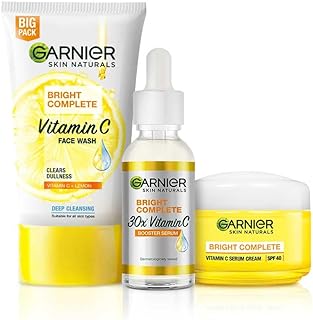 BIG
PACK
GARNIER
SKIN NATURALS
BRIGHT
COMPLETE
Vitamin C
FACE WASH
CLEARS
DULLNESS
VITAMIN C + LEMON
DEEP CLEANSING
Suitable for all skin types
GARNIER
SKIN NATURALS
BRIGHT
COMPLETE
30x Vitamin C
BOOSTER SERUM
Dermatologically tested
GARNIER
SKIN NATURALS
BRIGHT COMPLETE
VITAMIN C SERUM CREAM
SPF 40